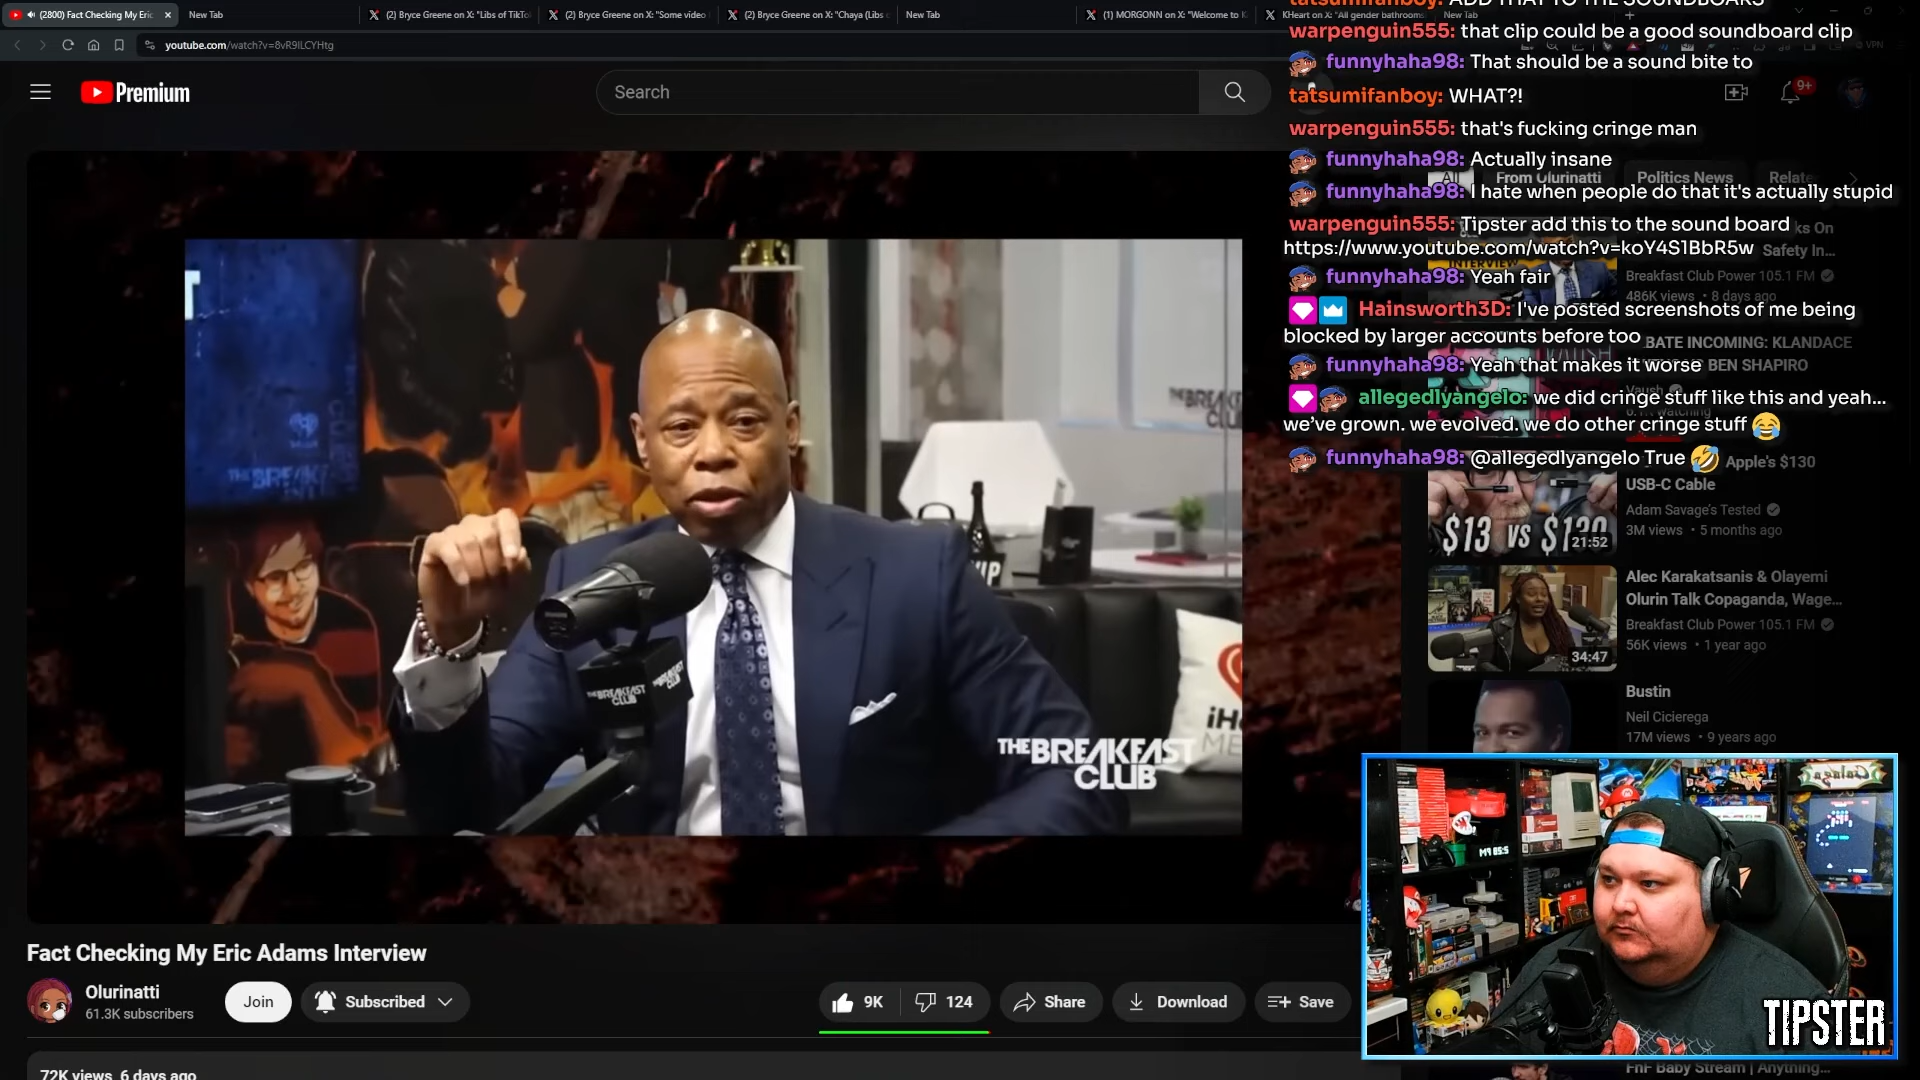 (2800) Fact Checking My Eric
New Tab
(2) Bryce Greene on X: "Libs of TikTo
(2) Bryce Greene on X: "Some video
(2) Bryce Greene on X: "Chaya (Libs
New Tab
(1) MORGONN on X: "Welcome to
KHeart on X: "All gender bathrooms
New Tab
youtube.com/watch?v=8vR9ILCYHtg
VPN
Premium
Search
9+
tatsumifanboy: ADD THAT TO THE SOUNDBOARS
warpenguin555: that clip could be a good soundboard clip
funnyhaha98: That should be a sound bite to
tatsumifanboy: WHAT?!
warpenguin555: that's fucking cringe man
funnyhaha98: Actually insane
All
From Olurinatti
Politics News
Relate
funnyhaha98: I hate when people do that it's actually stupid
warpenguin555: Tipster add this to the sound board
https://www.youtube.com/watch?v=koY4S1BbR5w
ks On
Safety In...
funnyhaha98: Yeah fair
Breakfast Club Power 105.1 FM
486K views • 8 days ago
Hainsworth3D: I've posted screenshots of me being
blocked by larger accounts before too
BATE INCOMING: KLANDACE
BEN SHAPIRO
funnyhaha98: Yeah that makes it worse
Vaush
watching
allegedlyangelo: we did cringe stuff like this and yeah...
we've grown. we evolved. we do other cringe stuff 😂
funnyhaha98: @allegedlyangelo True 🤣
Apple's $130
USB-C Cable
Adam Savage's Tested
3M views • 5 months ago
$13 VS $130
21:52
Alec Karakatsanis & Olayemi
Olurin Talk Copaganda, Wage...
Breakfast Club Power 105.1 FM
56K views • 1 year ago
34:47
Bustin
Neil Cicierega
17M views • 9 years ago
THE BREAKFAST
CLUB
VIP
THE BREAKFAST
CLUB
TIPSTER
Fact Checking My Eric Adams Interview
Olurinatti
61.3K subscribers
Join
Subscribed
9K
124
Share
Download
Save
72K views 6 days ago
FnF Baby Stream | Anything...